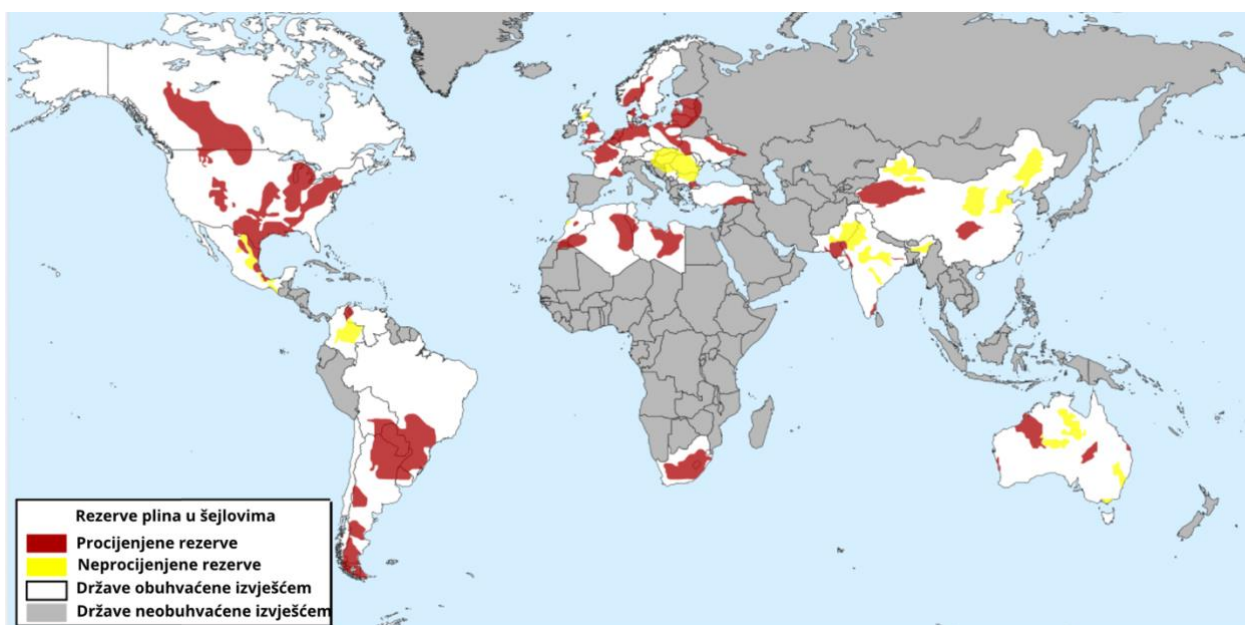 Rezerve plina u šejlovima
Procijenjene rezerve
Neprocijenjene rezerve
Države obuhvaćene izvješćem
Države neobuhvaćene izvješćem